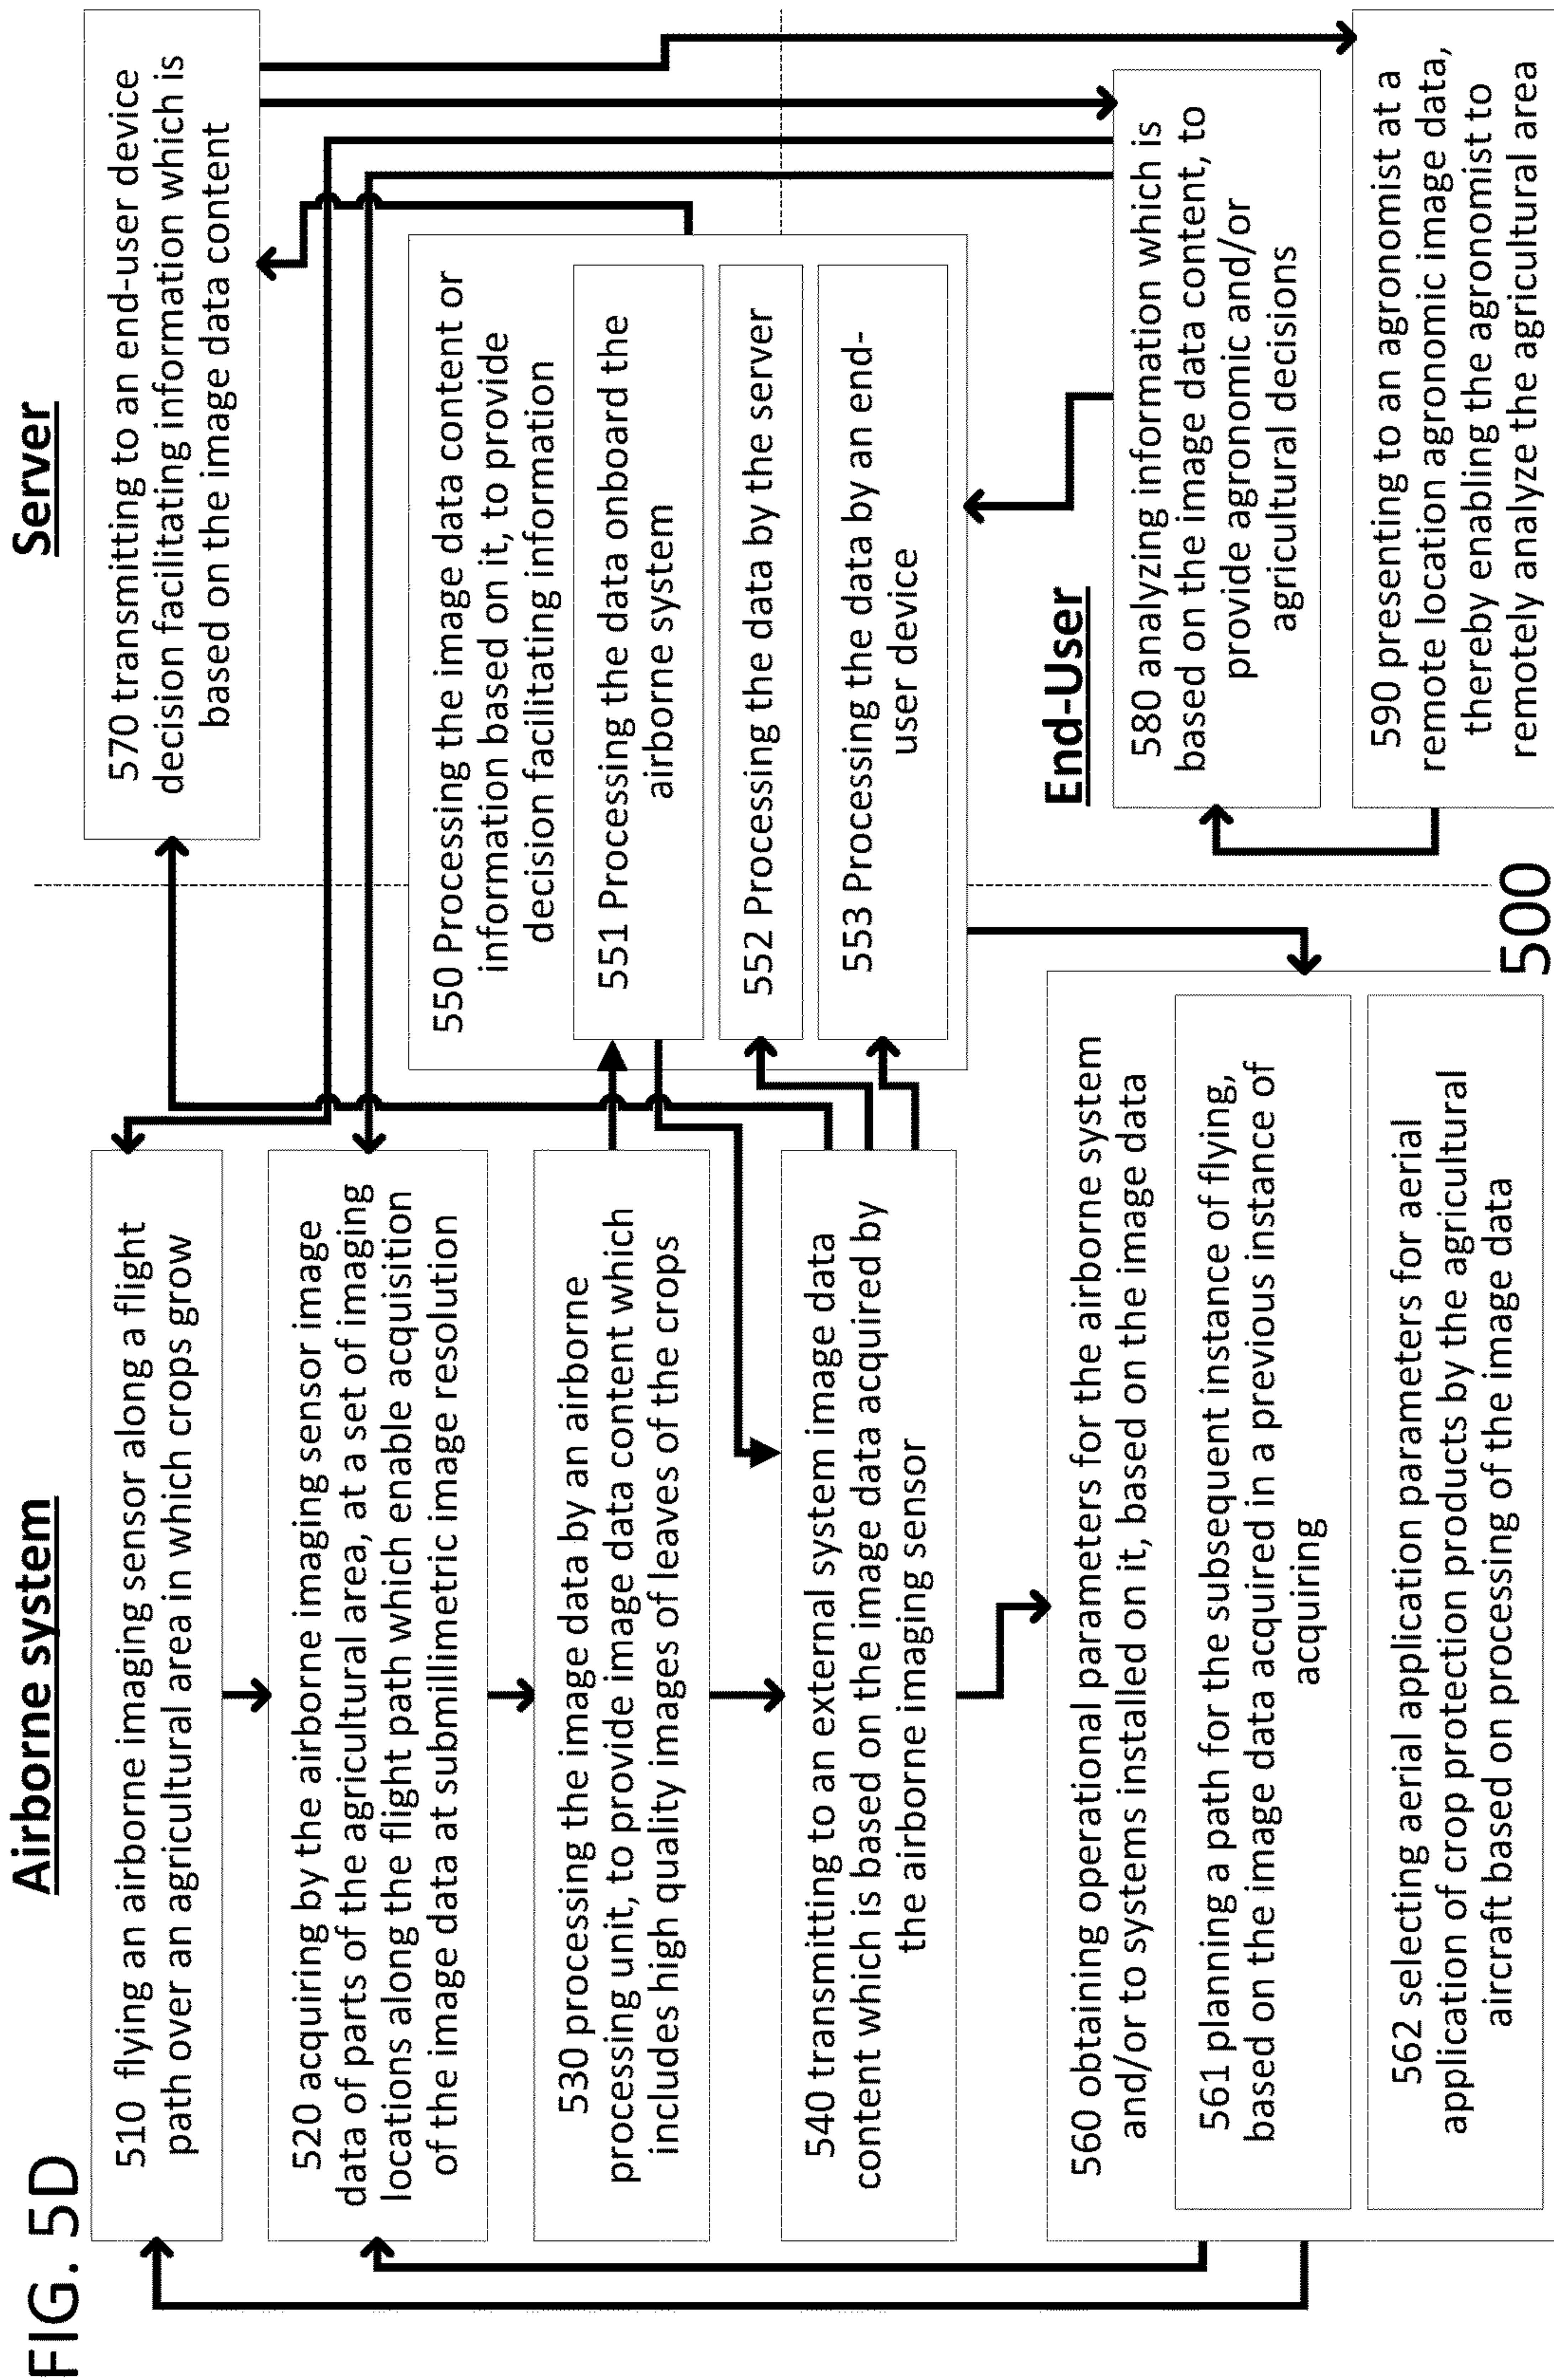 FIG. 5D
Airborne system
Server
510 flying an airborne imaging sensor along a flight
path over an agricultural area in which crops grow
520 acquiring by the airborne imaging sensor image
data of parts of the agricultural area, at a set of imaging
locations along the flight path which enable acquisition
of the image data at submillimetric image resolution
530 processing the image data by an airborne
processing unit, to provide image data content which
includes high quality images of leaves of the crops
540 transmitting to an external system image data
content which is based on the image data acquired by
the airborne imaging sensor
560 obtaining operational parameters for the airborne system
and/or to systems installed on it, based on the image data
561 planning a path for the subsequent instance of flying,
based on the image data acquired in a previous instance of
acquiring
562 selecting aerial application parameters for aerial
application of crop protection products by the agricultural
aircraft based on processing of the image data
570 transmitting to an end-user device
decision facilitating information which is
based on the image data content
550 Processing the image data content or
information based on it, to provide
decision facilitating information
551 Processing the data onboard the
airborne system
552 Processing the data by the server
553 Processing the data by an end-
user device
End-User
580 analyzing information which is
based on the image data content, to
provide agronomic and/or
agricultural decisions
590 presenting to an agronomist at a
remote location agronomic image data,
thereby enabling the agronomist to
remotely analyze the agricultural area
500